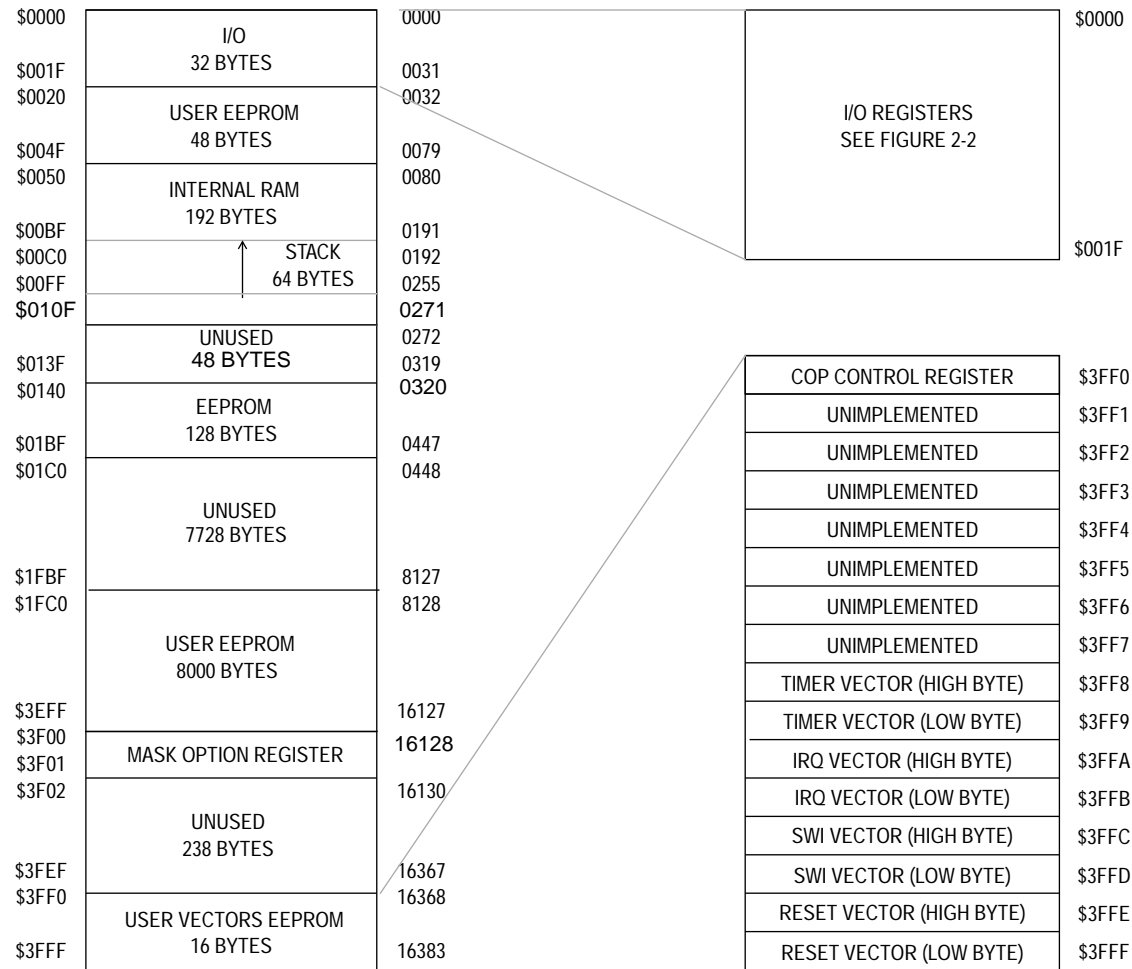 $0000
I/O
32 BYTES
0000
$001F
0031
$0020
USER EEPROM
48 BYTES
0032
$004F
0079
$0050
INTERNAL RAM
192 BYTES
0080
$00BF
0191
$00C0
STACK
64 BYTES
0192
$00FF
0255
$010F
0271
UNUSED
48 BYTES
0272
$013F
0319
$0140
0320
EEPROM
128 BYTES
$01BF
0447
$01C0
0448
UNUSED
7728 BYTES
$1FBF
8127
$1FC0
8128
USER EEPROM
8000 BYTES
$3EFF
16127
$3F00
MASK OPTION REGISTER
16128
$3F01
$3F02
16130
UNUSED
238 BYTES
$3FEF
16367
$3FF0
16368
USER VECTORS EEPROM
16 BYTES
$3FFF
16383
$0000
I/O REGISTERS
SEE FIGURE 2-2
$001F
COP CONTROL REGISTER $3FF0
UNIMPLEMENTED $3FF1
UNIMPLEMENTED $3FF2
UNIMPLEMENTED $3FF3
UNIMPLEMENTED $3FF4
UNIMPLEMENTED $3FF5
UNIMPLEMENTED $3FF6
UNIMPLEMENTED $3FF7
TIMER VECTOR (HIGH BYTE) $3FF8
TIMER VECTOR (LOW BYTE) $3FF9
IRQ VECTOR (HIGH BYTE) $3FFA
IRQ VECTOR (LOW BYTE) $3FFB
SWI VECTOR (HIGH BYTE) $3FFC
SWI VECTOR (LOW BYTE) $3FFD
RESET VECTOR (HIGH BYTE) $3FFE
RESET VECTOR (LOW BYTE) $3FFF